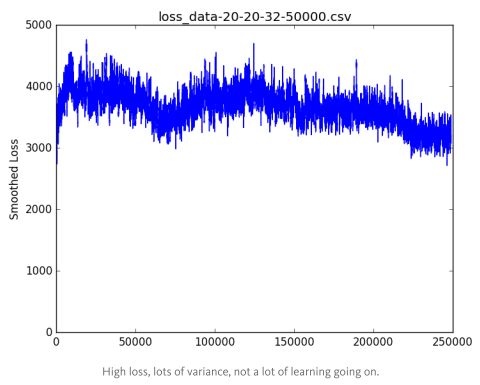 loss_data-20-20-32-50000.csv
5000
4000
3000
2000
1000
0
Smoothed Loss
0 50000 100000 150000 200000 250000
High loss, lots of variance, not a lot of learning going on.